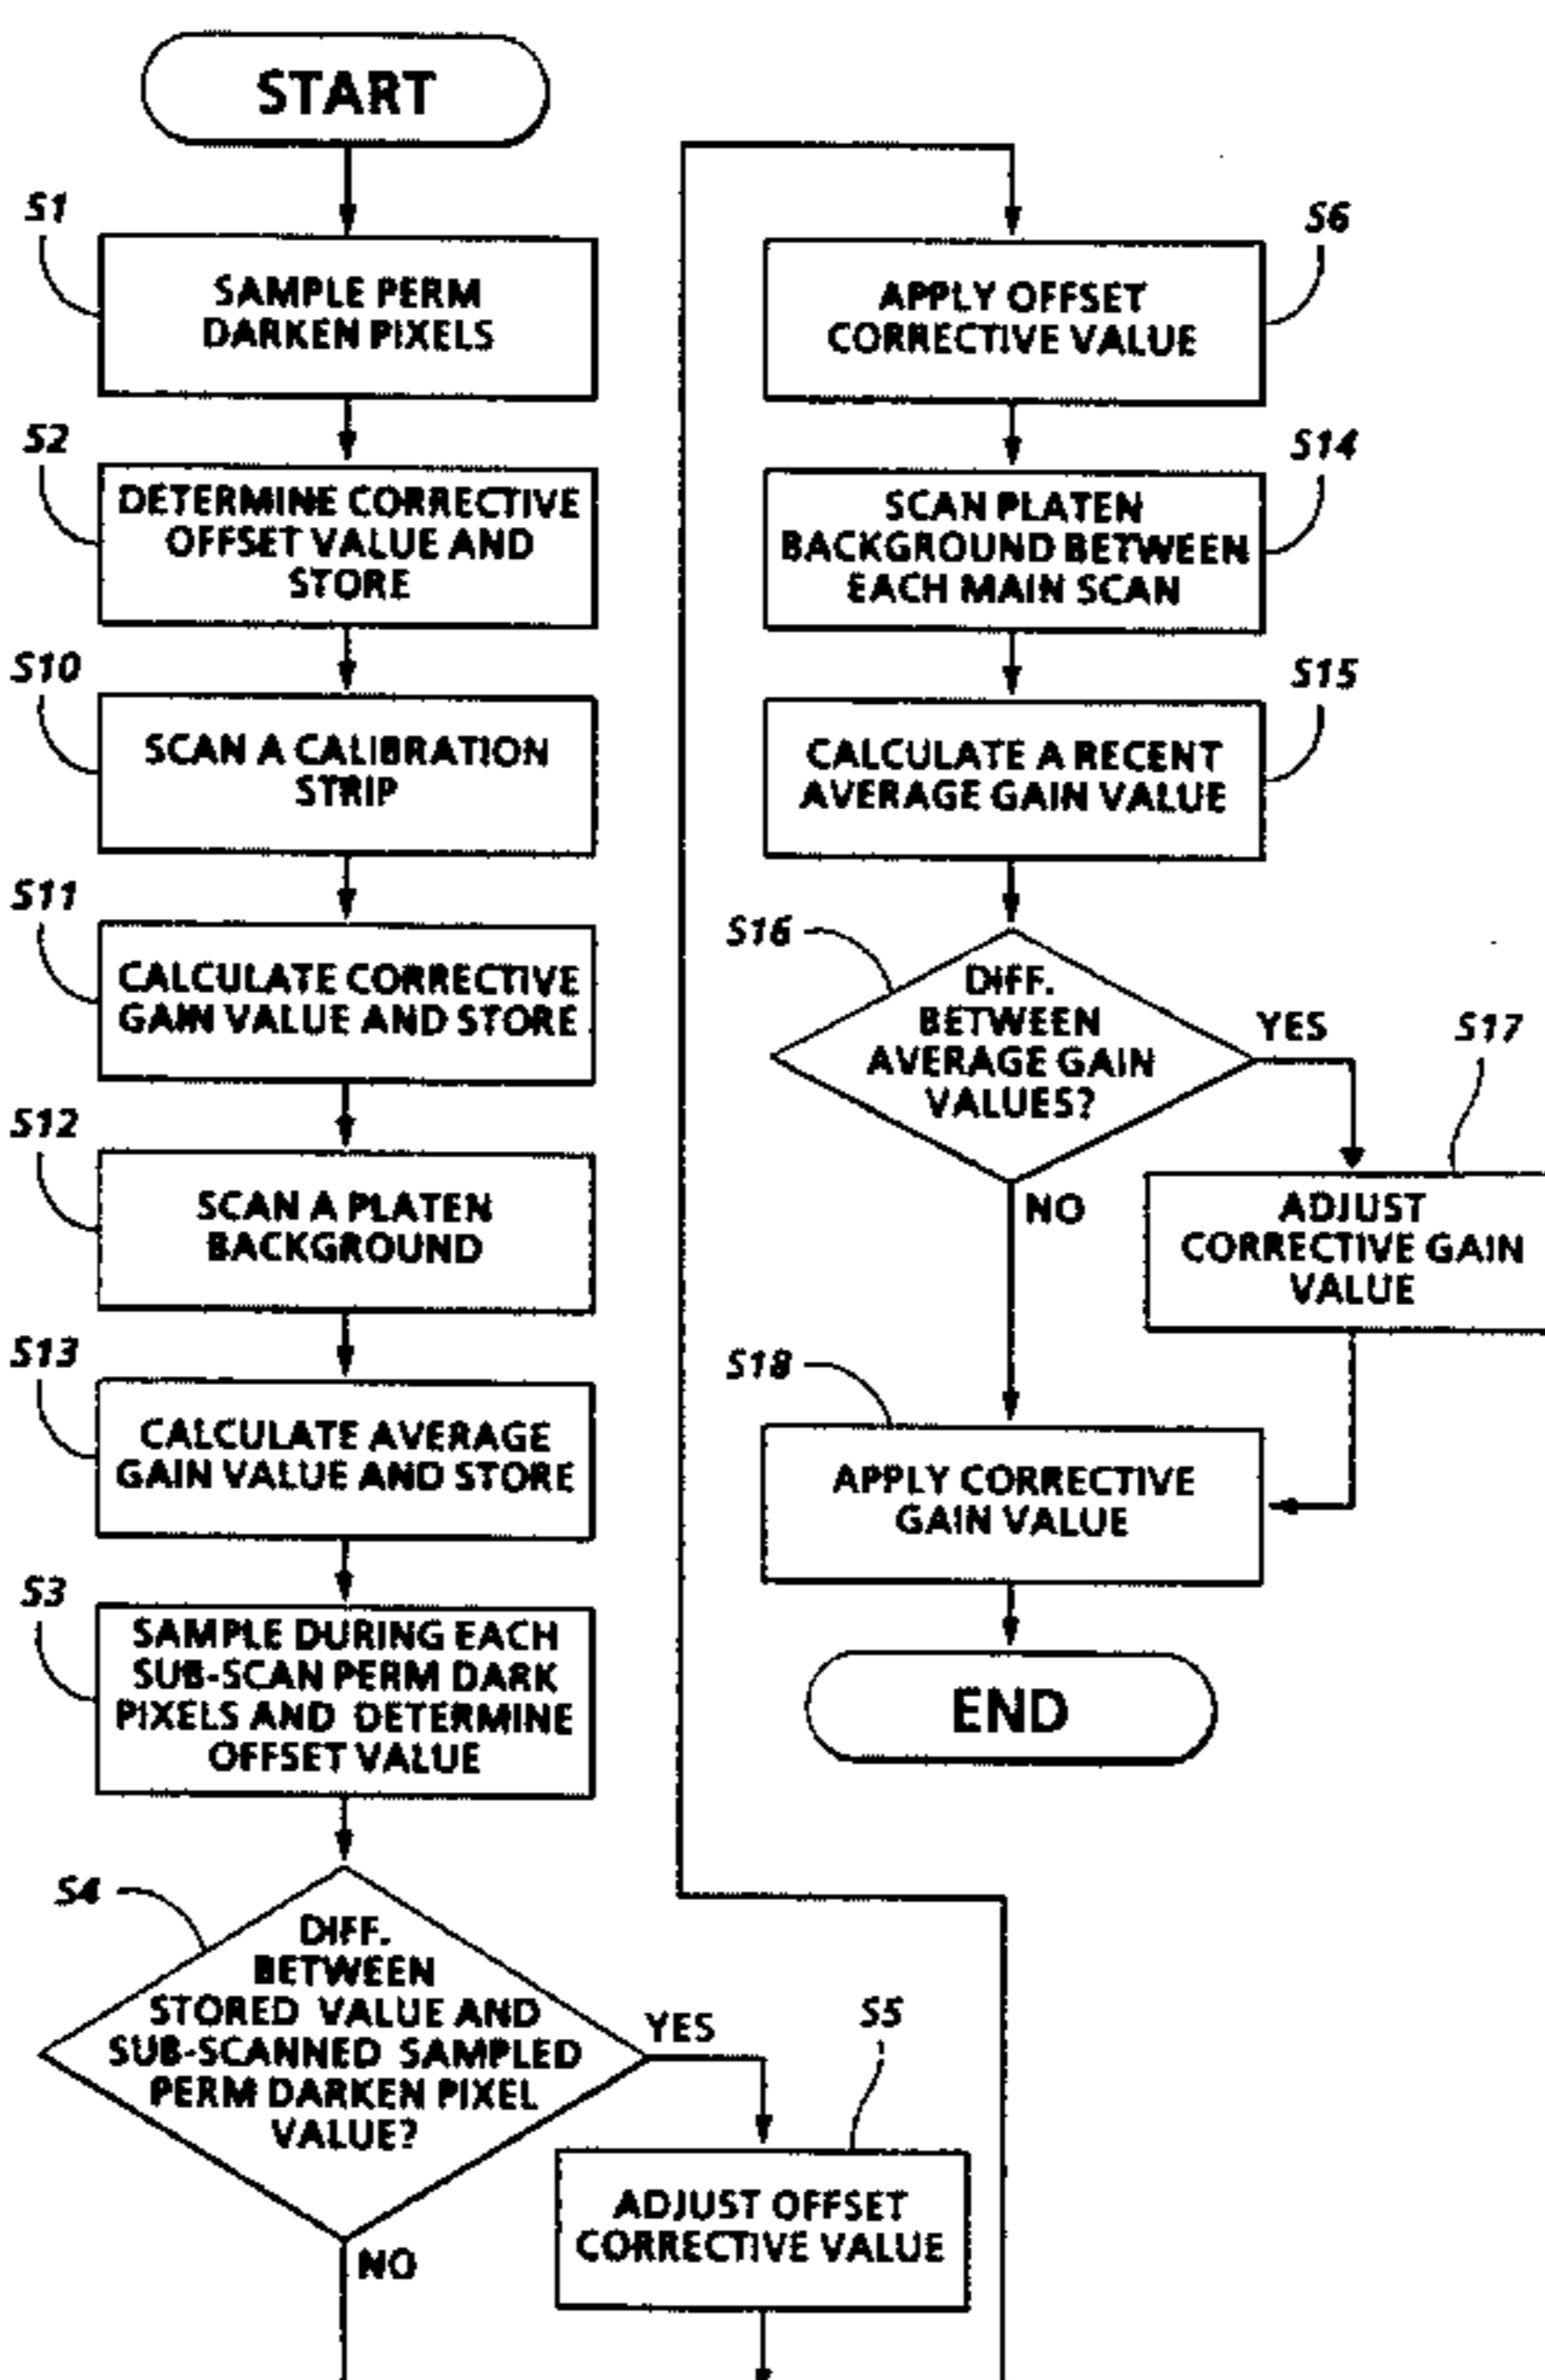 START
S1
SAMPLE PERM
DARKEN PIXELS
S2
DETERMINE CORRECTIVE
OFFSET VALUE AND
STORE
S10
SCAN A CALIBRATION
STRIP
S11
CALCULATE CORRECTIVE
GAIN VALUE AND STORE
S12
SCAN A PLATEN
BACKGROUND
S13
CALCULATE AVERAGE
GAIN VALUE AND STORE
S3
SAMPLE DURING EACH
SUB-SCAN PERM DARK
PIXELS AND DETERMINE
OFFSET VALUE
S4
DIFF.
BETWEEN
STORED VALUE AND
SUB-SCANNED SAMPLED
PERM DARKEN PIXEL
VALUE?
YES
NO
S5
ADJUST OFFSET
CORRECTIVE VALUE
S6
APPLY OFFSET
CORRECTIVE VALUE
S14
SCAN PLATEN
BACKGROUND BETWEEN
EACH MAIN SCAN
S15
CALCULATE A RECENT
AVERAGE GAIN VALUE
S16
DIFF.
BETWEEN
AVERAGE GAIN
VALUES?
YES
NO
S17
ADJUST
CORRECTIVE GAIN
VALUE
S18
APPLY CORRECTIVE
GAIN VALUE
END